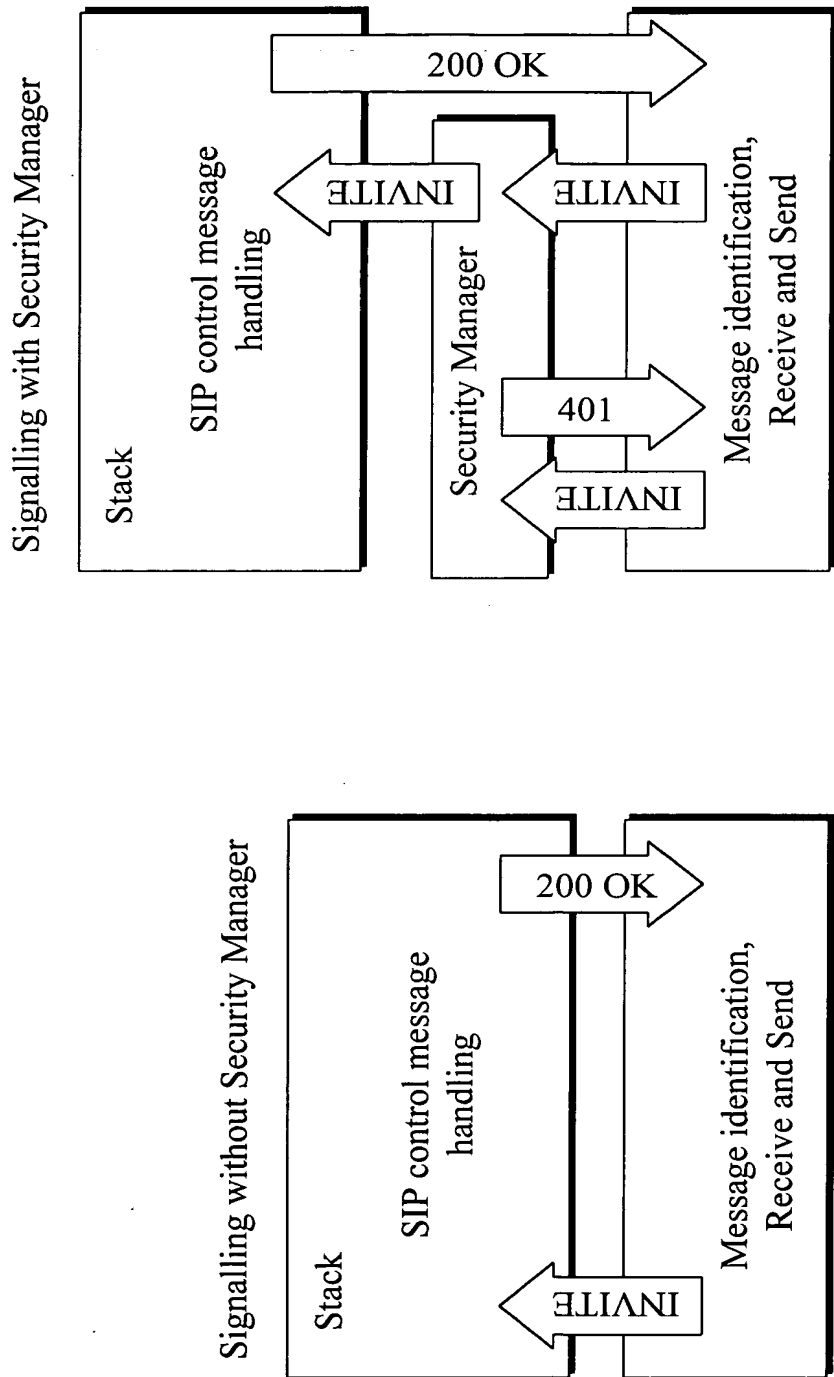 Signalling without Security Manager
Stack
SIP control message
handling
INVITE
200 OK
Message identification,
Receive and Send
Signalling with Security Manager
Stack
SIP control message
handling
INVITE
200 OK
Security Manager
INVITE
401
INVITE
Message identification,
Receive and Send